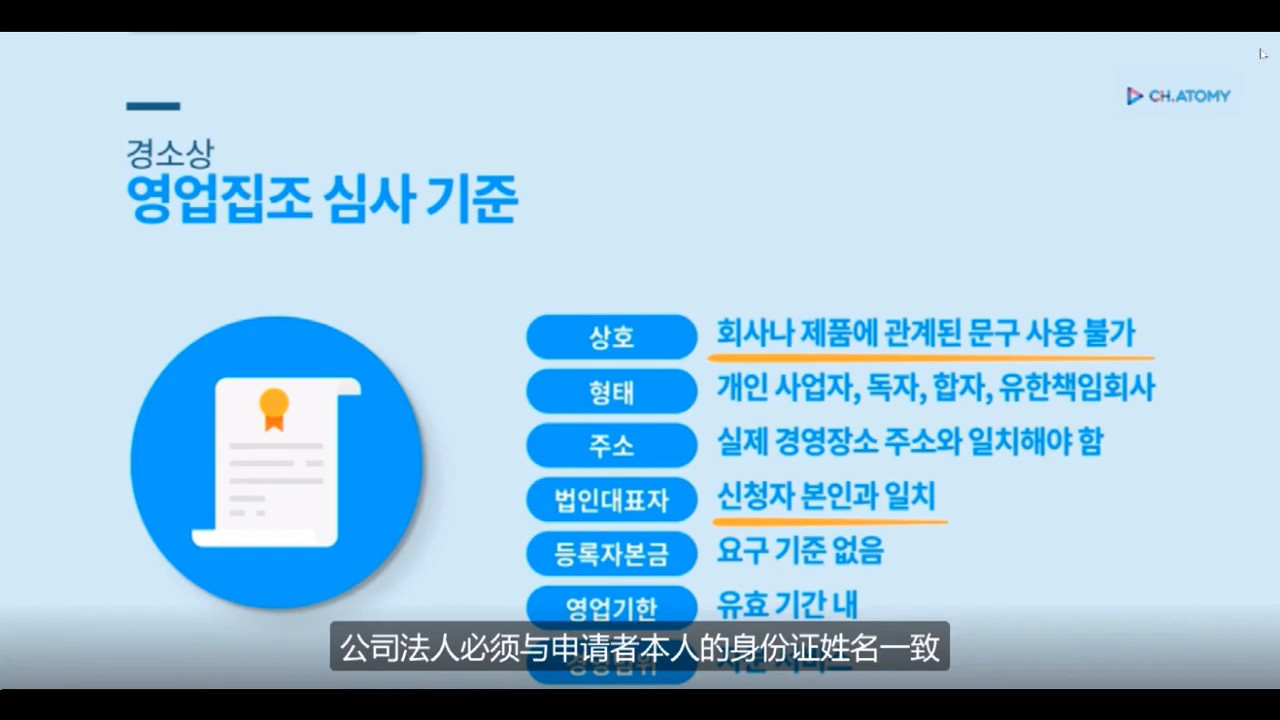 CH.ATOMY
경소상
영업집조 심사 기준
상호 회사나 제품에 관계된 문구 사용 불가
형태 개인 사업자, 독자, 합자, 유한책임회사
주소 실제 경영장소 주소와 일치해야 함
법인대표자 신청자 본인과 일치
등록자본금 요구 기준 없음
영업기한 유효 기간 내
公司法人必须与申请者本人的身份证姓名一致